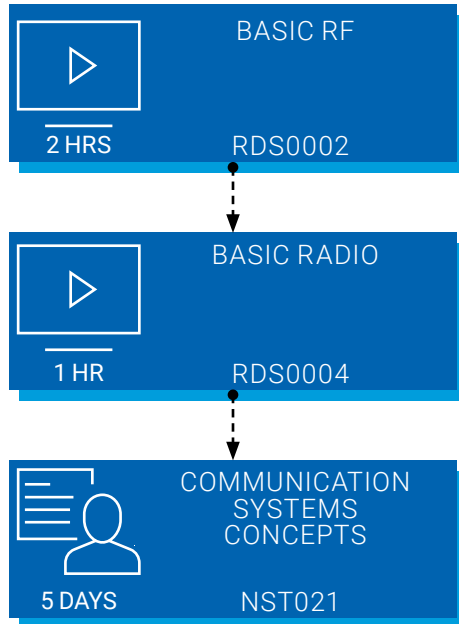 BASIC RF
2 HRS
RDS0002
BASIC RADIO
1 HR
RDS0004
COMMUNICATION
SYSTEMS
CONCEPTS
5 DAYS
NST021